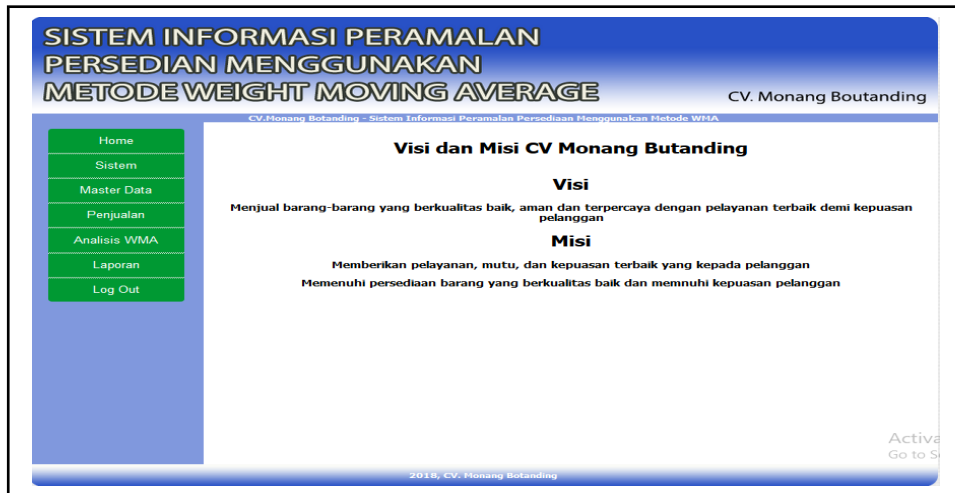 SISTEM INFORMASI PERAMALAN
PERSEDIAN MENGGUNAKAN
METODE WEIGHT MOVING AVERAGE
CV. Monang Boutanding
CV.Monang Botanding - Sistem Informasi Peramalan Persediaan Menggunakan Metode WMA
Home
Sistem
Master Data
Penjualan
Analisis WMA
Laporan
Log Out
Visi dan Misi CV Monang Butanding
Visi
Menjual barang-barang yang berkualitas baik, aman dan terpercaya dengan pelayanan terbaik demi kepuasan
pelanggan
Misi
Memberikan pelayanan, mutu, dan kepuasan terbaik yang kepada pelanggan
Memenuhi persediaan barang yang berkualitas baik dan memnuhi kepuasan pelanggan
Activa
Go to S
2018, CV. Monang Botanding